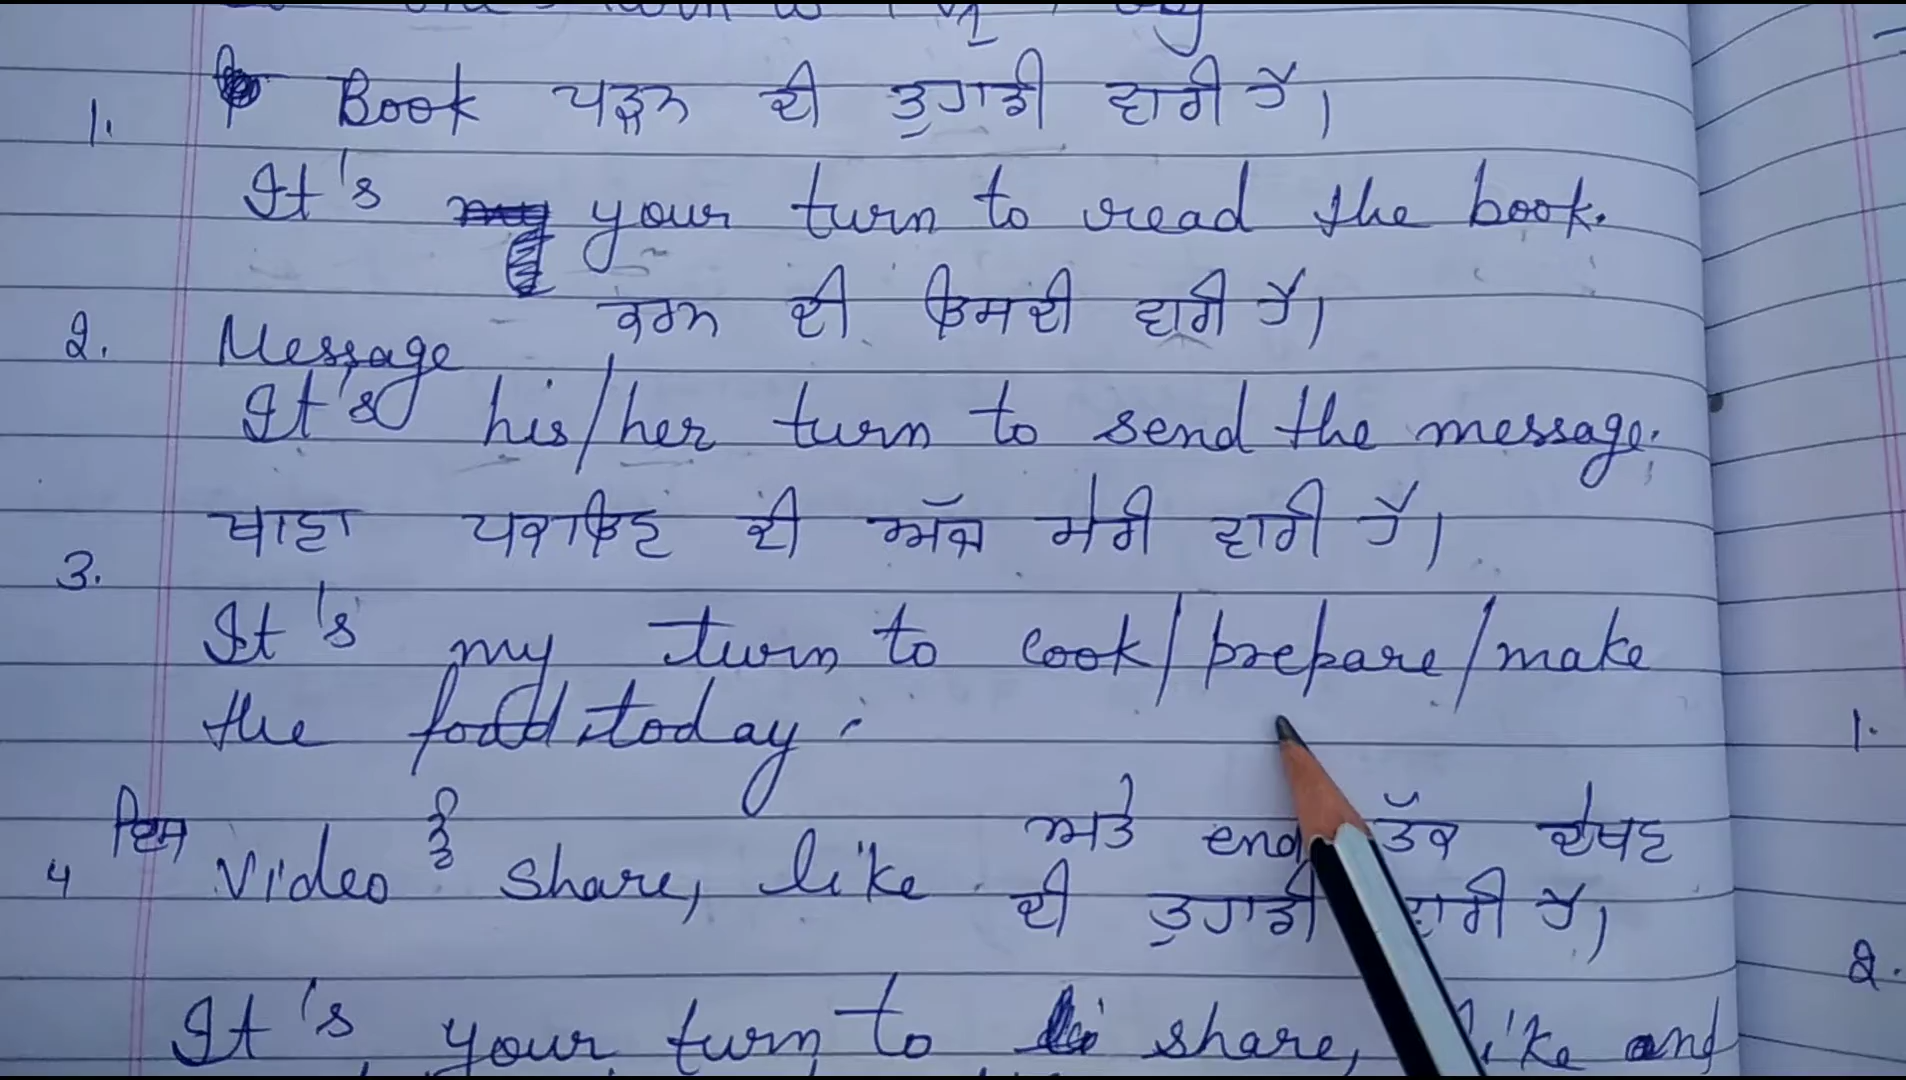 1. Book ਪੜ੍ਹਨ ਦੀ ਤੁਹਾਡੀ ਵਾਰੀ ਹੈ।
It's your turn to read the book.
2. Message ਕਰਨ ਦੀ ਉਸਦੀ ਵਾਰੀ ਹੈ।
It's his/her turn to send the message.
3. ਖਾਣਾ ਪਕਾਉਣ ਦੀ ਅੱਜ ਮੇਰੀ ਵਾਰੀ ਹੈ।
It's my turn to cook/prepare/make
the food today.
4 ਇਸ Video ਨੂੰ share, like ਅਤੇ end ਤੱਕ ਦੇਖਣ
ਦੀ ਤੁਹਾਡੀ ਵਾਰੀ ਹੈ।
It's your turn to share, like and
1.
2.